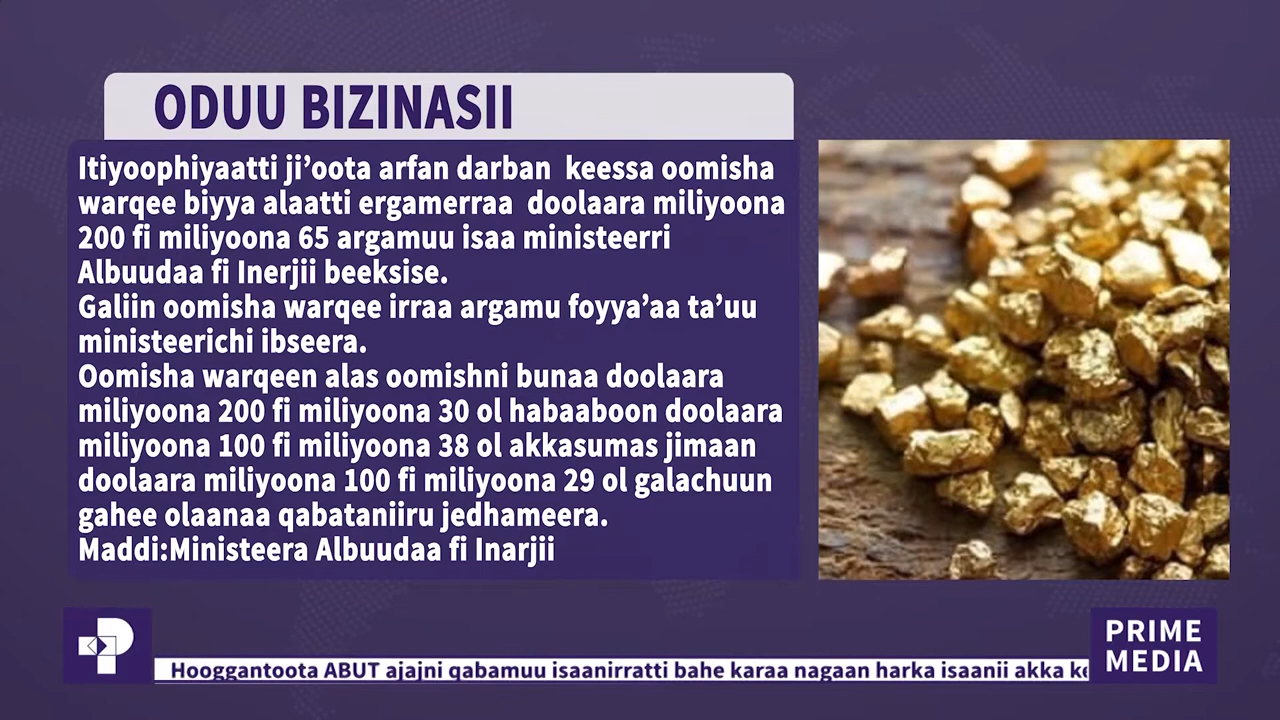 ODUU BIZINASII
Itiyoophiyaatti ji’oota arfan darban keessa oomisha
warqee biyya alaatti ergamerraa doolaara miliyoona
200 fi miliyoona 65 argamuu isaa ministeerri
Albuudaa fi Inerjii beeksise.
Galiin oomisha warqee irraa argamu foyya’aa ta’uu
ministeerichi ibseera.
Oomisha warqeen alas oomishni bunaa doolaara
miliyoona 200 fi miliyoona 30 ol habaaboon doolaara
miliyoona 100 fi miliyoona 38 ol akkasumas jimaan
doolaara miliyoona 100 fi miliyoona 29 ol galachuun
gahee olaanaa qabataniiru jedhameera.
Maddi:Ministeera Albuudaa fi Inarjii
PRIME
MEDIA
Hooggantoota ABUT ajajni qabamuu isaanirratti bahe karaa nagaan harka isaanii akka ke